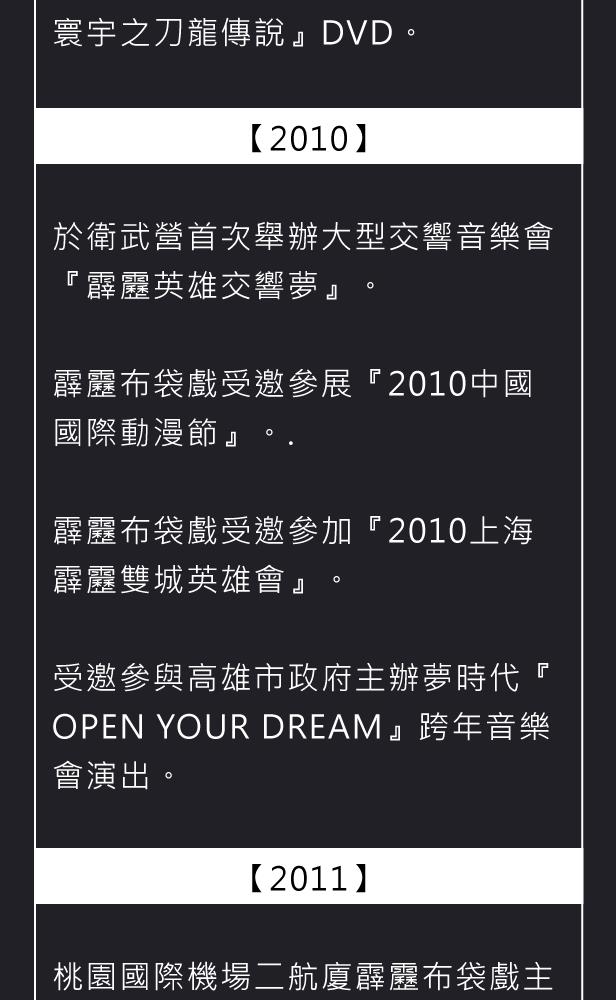 寰宇之刀龍傳說』DVD。
【2010】
於衛武營首次舉辦大型交響音樂會
『霹靂英雄交響夢』。
霹靂布袋戲受邀參展『2010中國
國際動漫節』。.
霹靂布袋戲受邀參加『2010上海
霹靂雙城英雄會』。
受邀參與高雄市政府主辦夢時代『
OPEN YOUR DREAM』跨年音樂
會演出。
【2011】
桃園國際機場二航廈霹靂布袋戲主